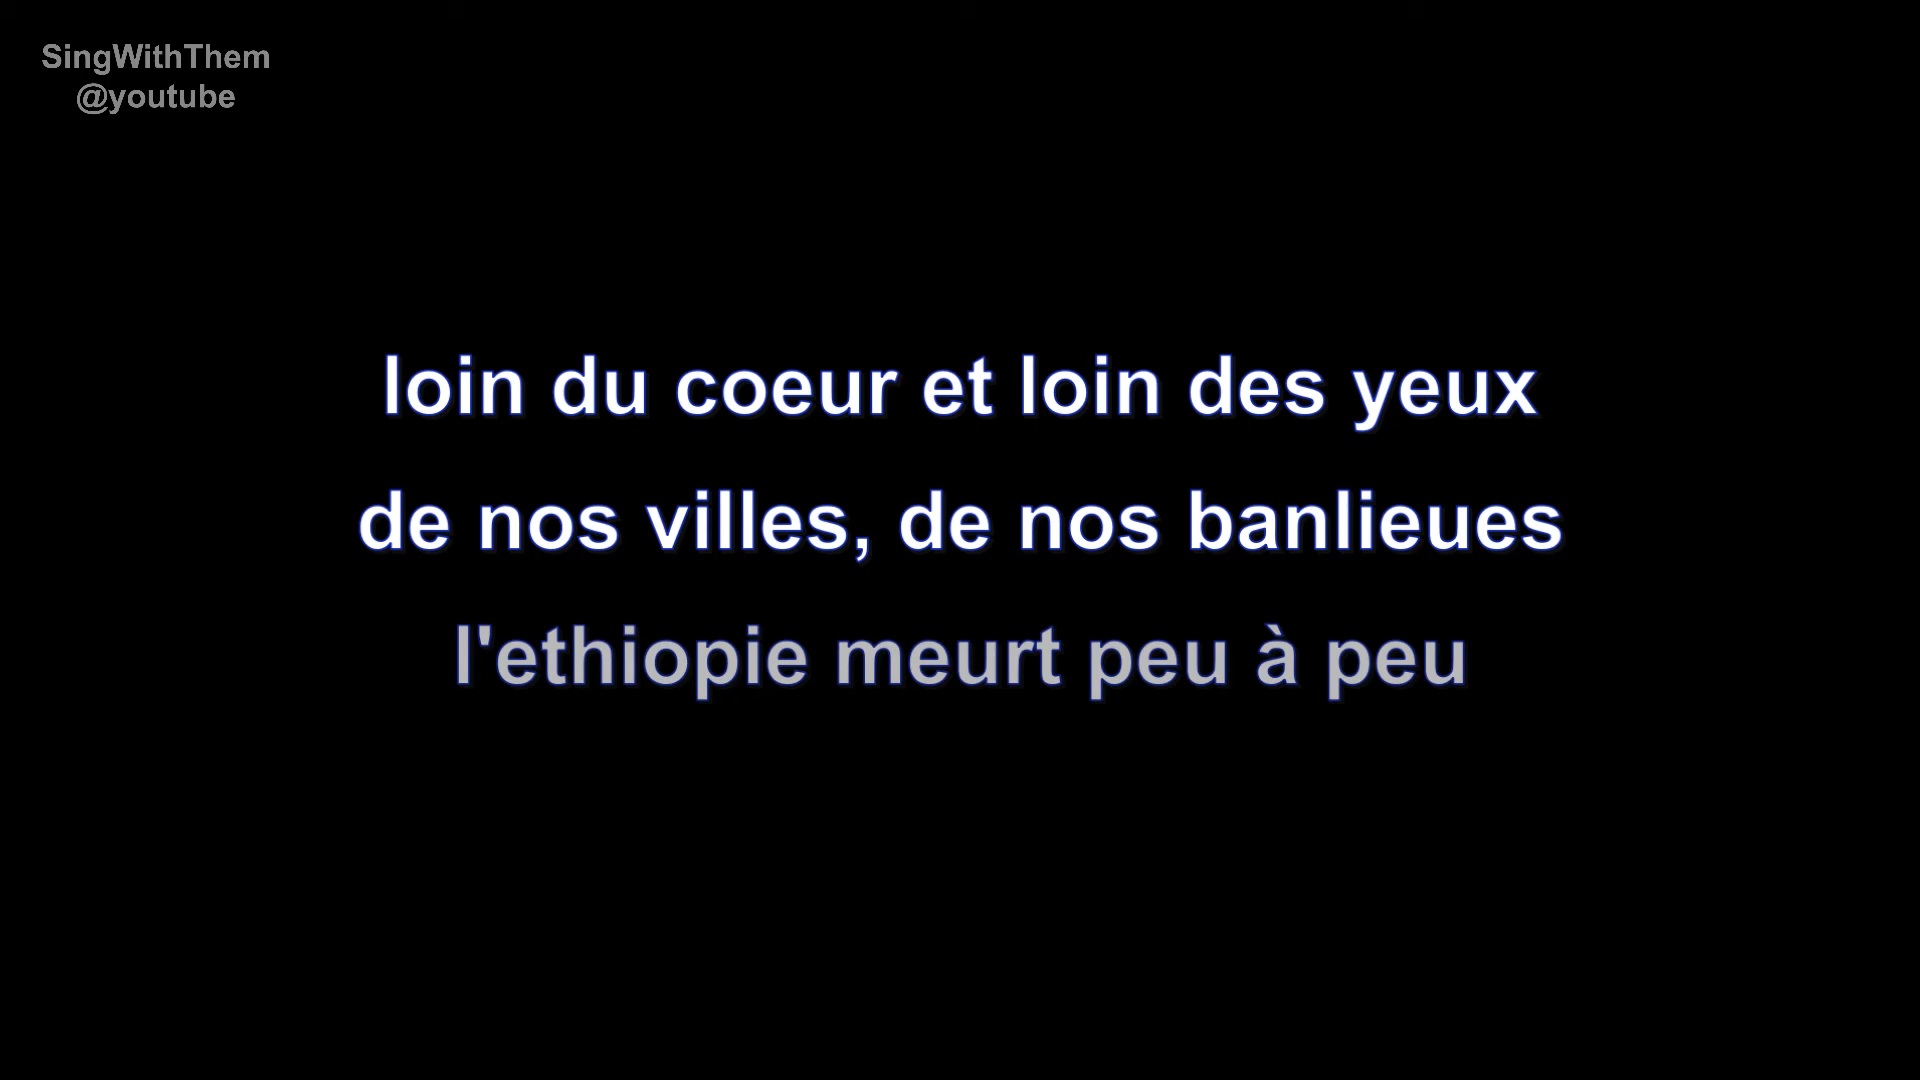 SingWithThem
@youtube
loin du coeur et loin des yeux
de nos villes, de nos banlieues
l'ethiopie meurt peu à peu